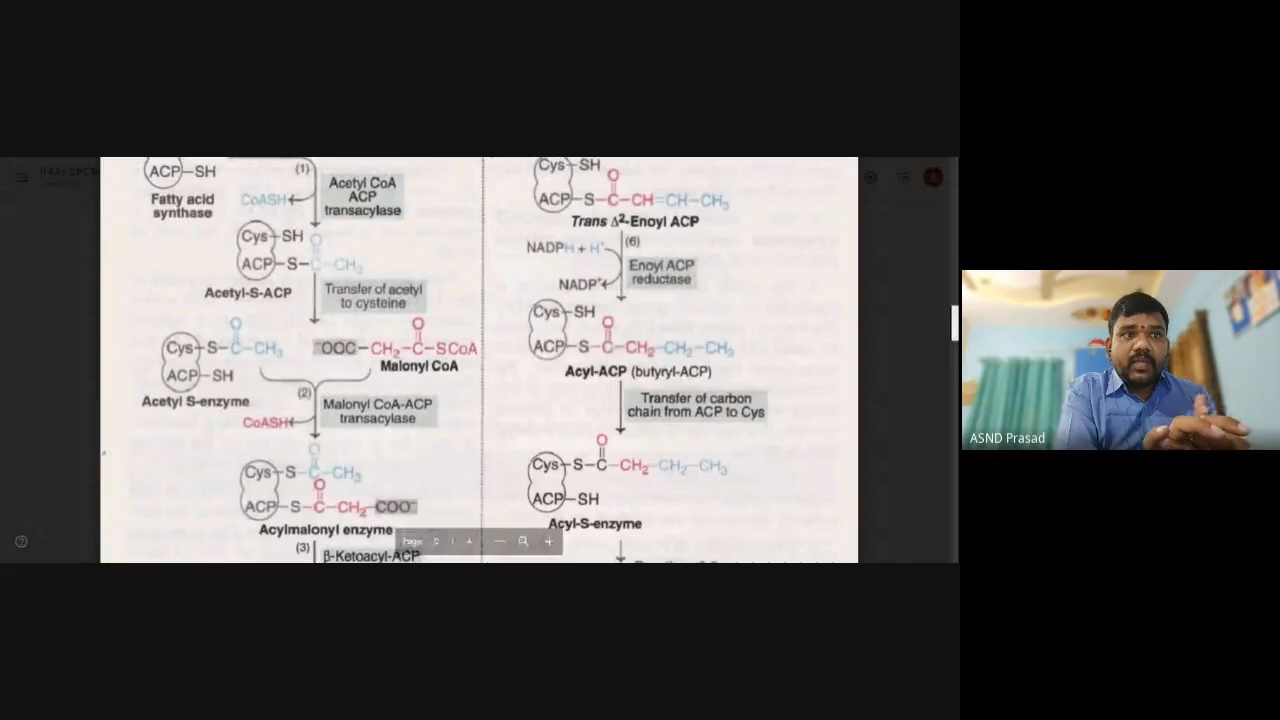 ACP–SH
Fatty acid
synthase
(1)
CoASH
Acetyl CoA
ACP
transacylase
Cys–SH
O
ACP–S–C–CH₃
Acetyl-S-ACP
Transfer of acetyl
to cysteine
O
Cys–S–C–CH₃
ACP–SH
Acetyl S-enzyme
O
⁻OOC–CH₂–C–SCoA
Malonyl CoA
(2)
CoASH
Malonyl CoA-ACP
transacylase
O
Cys–S–C–CH₃
O
ACP–S–C–CH₂–COO⁻
Acylmalonyl enzyme
(3)
β-Ketoacyl-ACP
Cys–SH
O
ACP–S–C–CH=CH–CH₃
Trans Δ²-Enoyl ACP
NADPH + H⁺
(6)
Enoyl ACP
reductase
NADP⁺
Cys–SH
O
ACP–S–C–CH₂–CH₂–CH₃
Acyl-ACP (butyryl-ACP)
Transfer of carbon
chain from ACP to Cys
O
Cys–S–C–CH₂–CH₂–CH₃
ACP–SH
Acyl-S-enzyme
Page 2 / 4
ASND Prasad